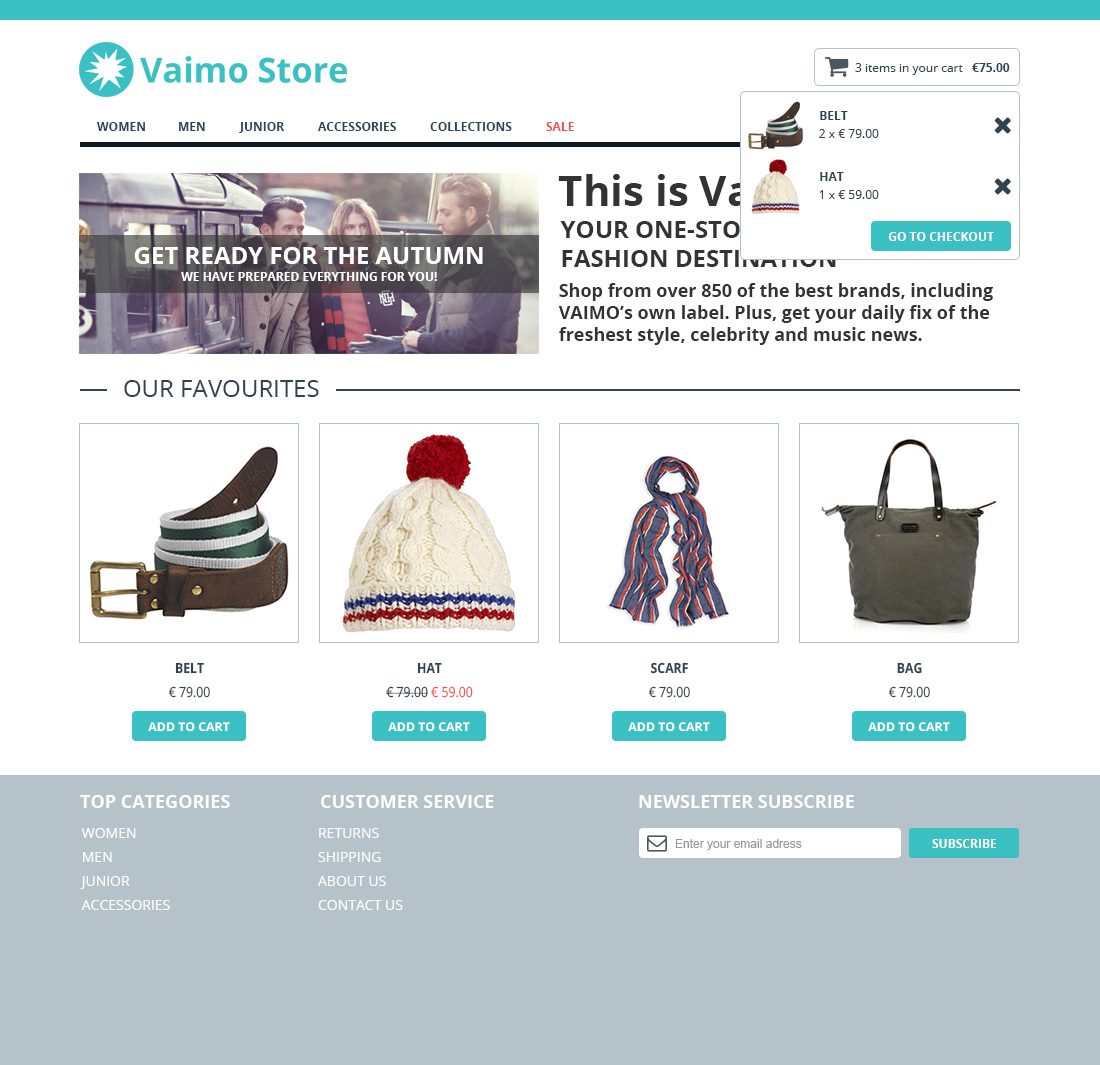 Vaimo Store
3 items in your cart €75.00
WOMEN MEN JUNIOR ACCESSORIES COLLECTIONS SALE
BELT
2 x € 79.00
HAT
1 x € 59.00
GO TO CHECKOUT
GET READY FOR THE AUTUMN
WE HAVE PREPARED EVERYTHING FOR YOU!
This is Va
YOUR ONE-STO
FASHION DESTINATION
Shop from over 850 of the best brands, including
VAIMO’s own label. Plus, get your daily fix of the
freshest style, celebrity and music news.
OUR FAVOURITES
BELT
€ 79.00
ADD TO CART
HAT
€ 79.00 € 59.00
ADD TO CART
SCARF
€ 79.00
ADD TO CART
BAG
€ 79.00
ADD TO CART
TOP CATEGORIES
WOMEN
MEN
JUNIOR
ACCESSORIES
CUSTOMER SERVICE
RETURNS
SHIPPING
ABOUT US
CONTACT US
NEWSLETTER SUBSCRIBE
Enter your email adress
SUBSCRIBE